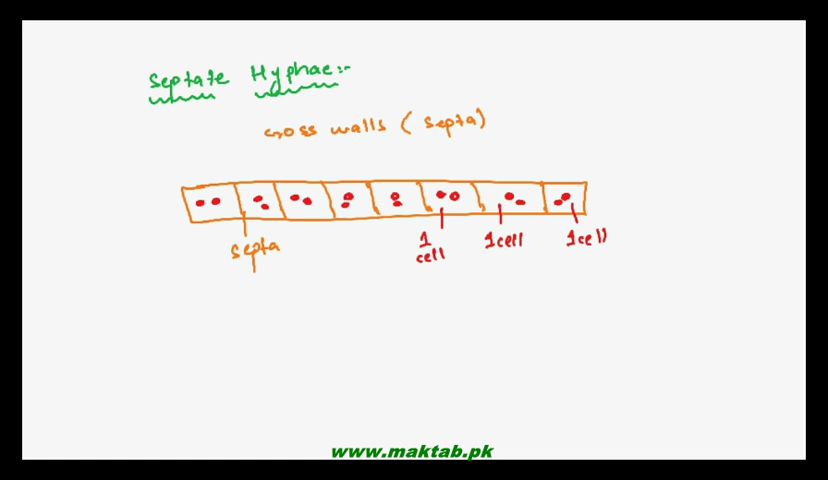 Septate Hyphae:-
cross walls (septa)
septa
1 cell
1 cell
1 cell
www.maktab.pk